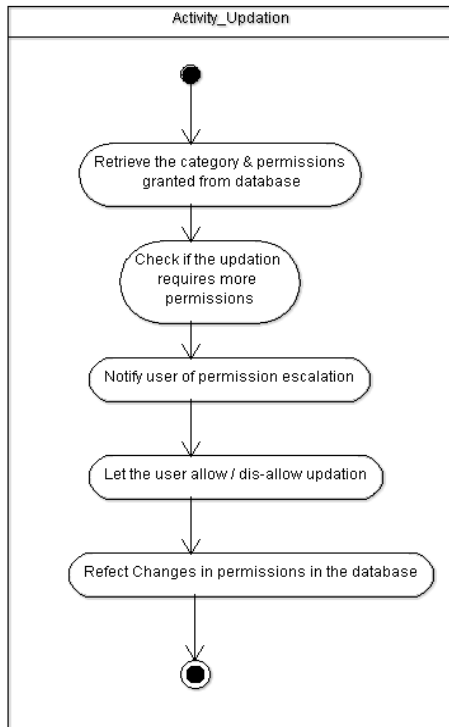 Activity_Updation
Retrieve the category & permissions
granted from database
Check if the updation
requires more
permissions
Notify user of permission escalation
Let the user allow / dis-allow updation
Refect Changes in permissions in the database